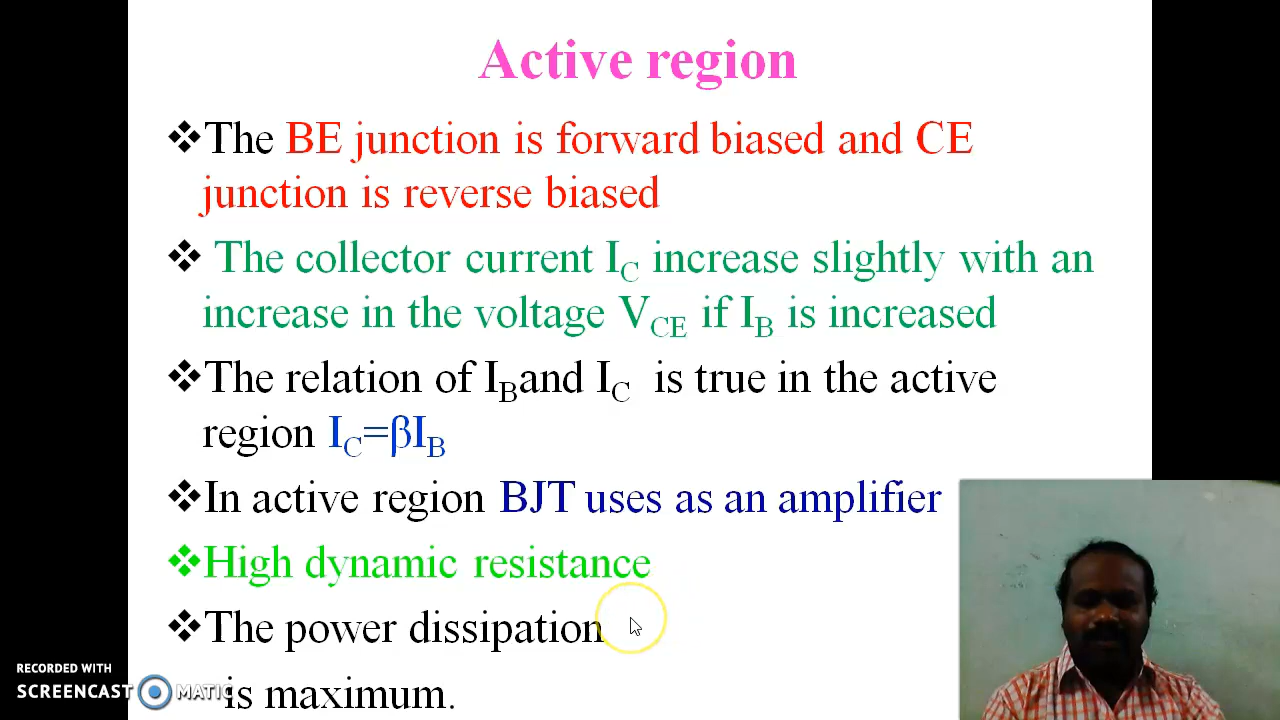 Active region
❖The BE junction is forward biased and CE
junction is reverse biased
❖ The collector current IC increase slightly with an
increase in the voltage VCE if IB is increased
❖The relation of IBand IC is true in the active
region IC=βIB
❖In active region BJT uses as an amplifier
❖High dynamic resistance
❖The power dissipation
is maximum.
RECORDED WITH
SCREENCAST MATIC